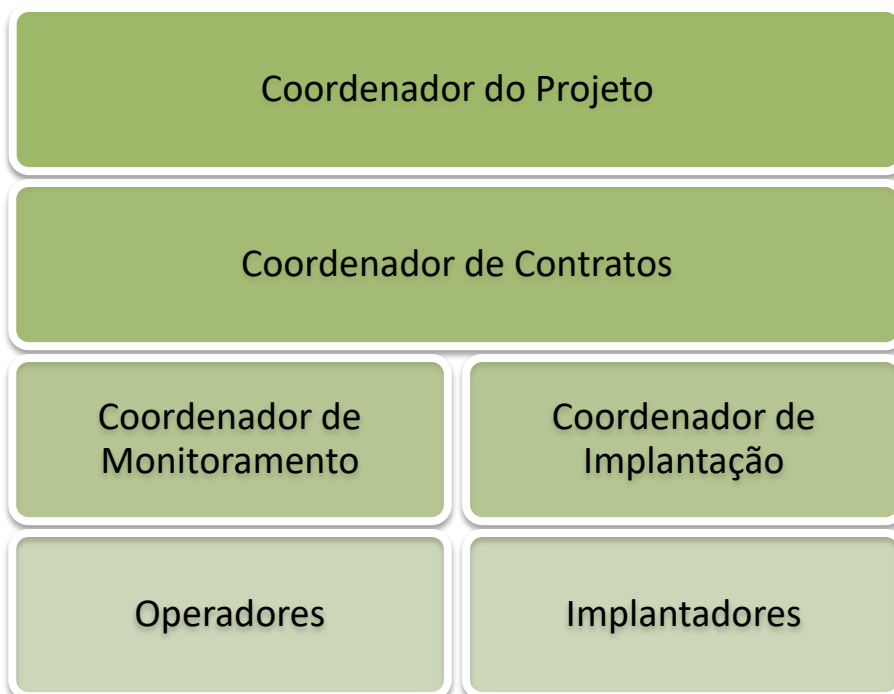 Coordenador do Projeto
Coordenador de Contratos
Coordenador de
Monitoramento
Coordenador de
Implantação
Operadores
Implantadores